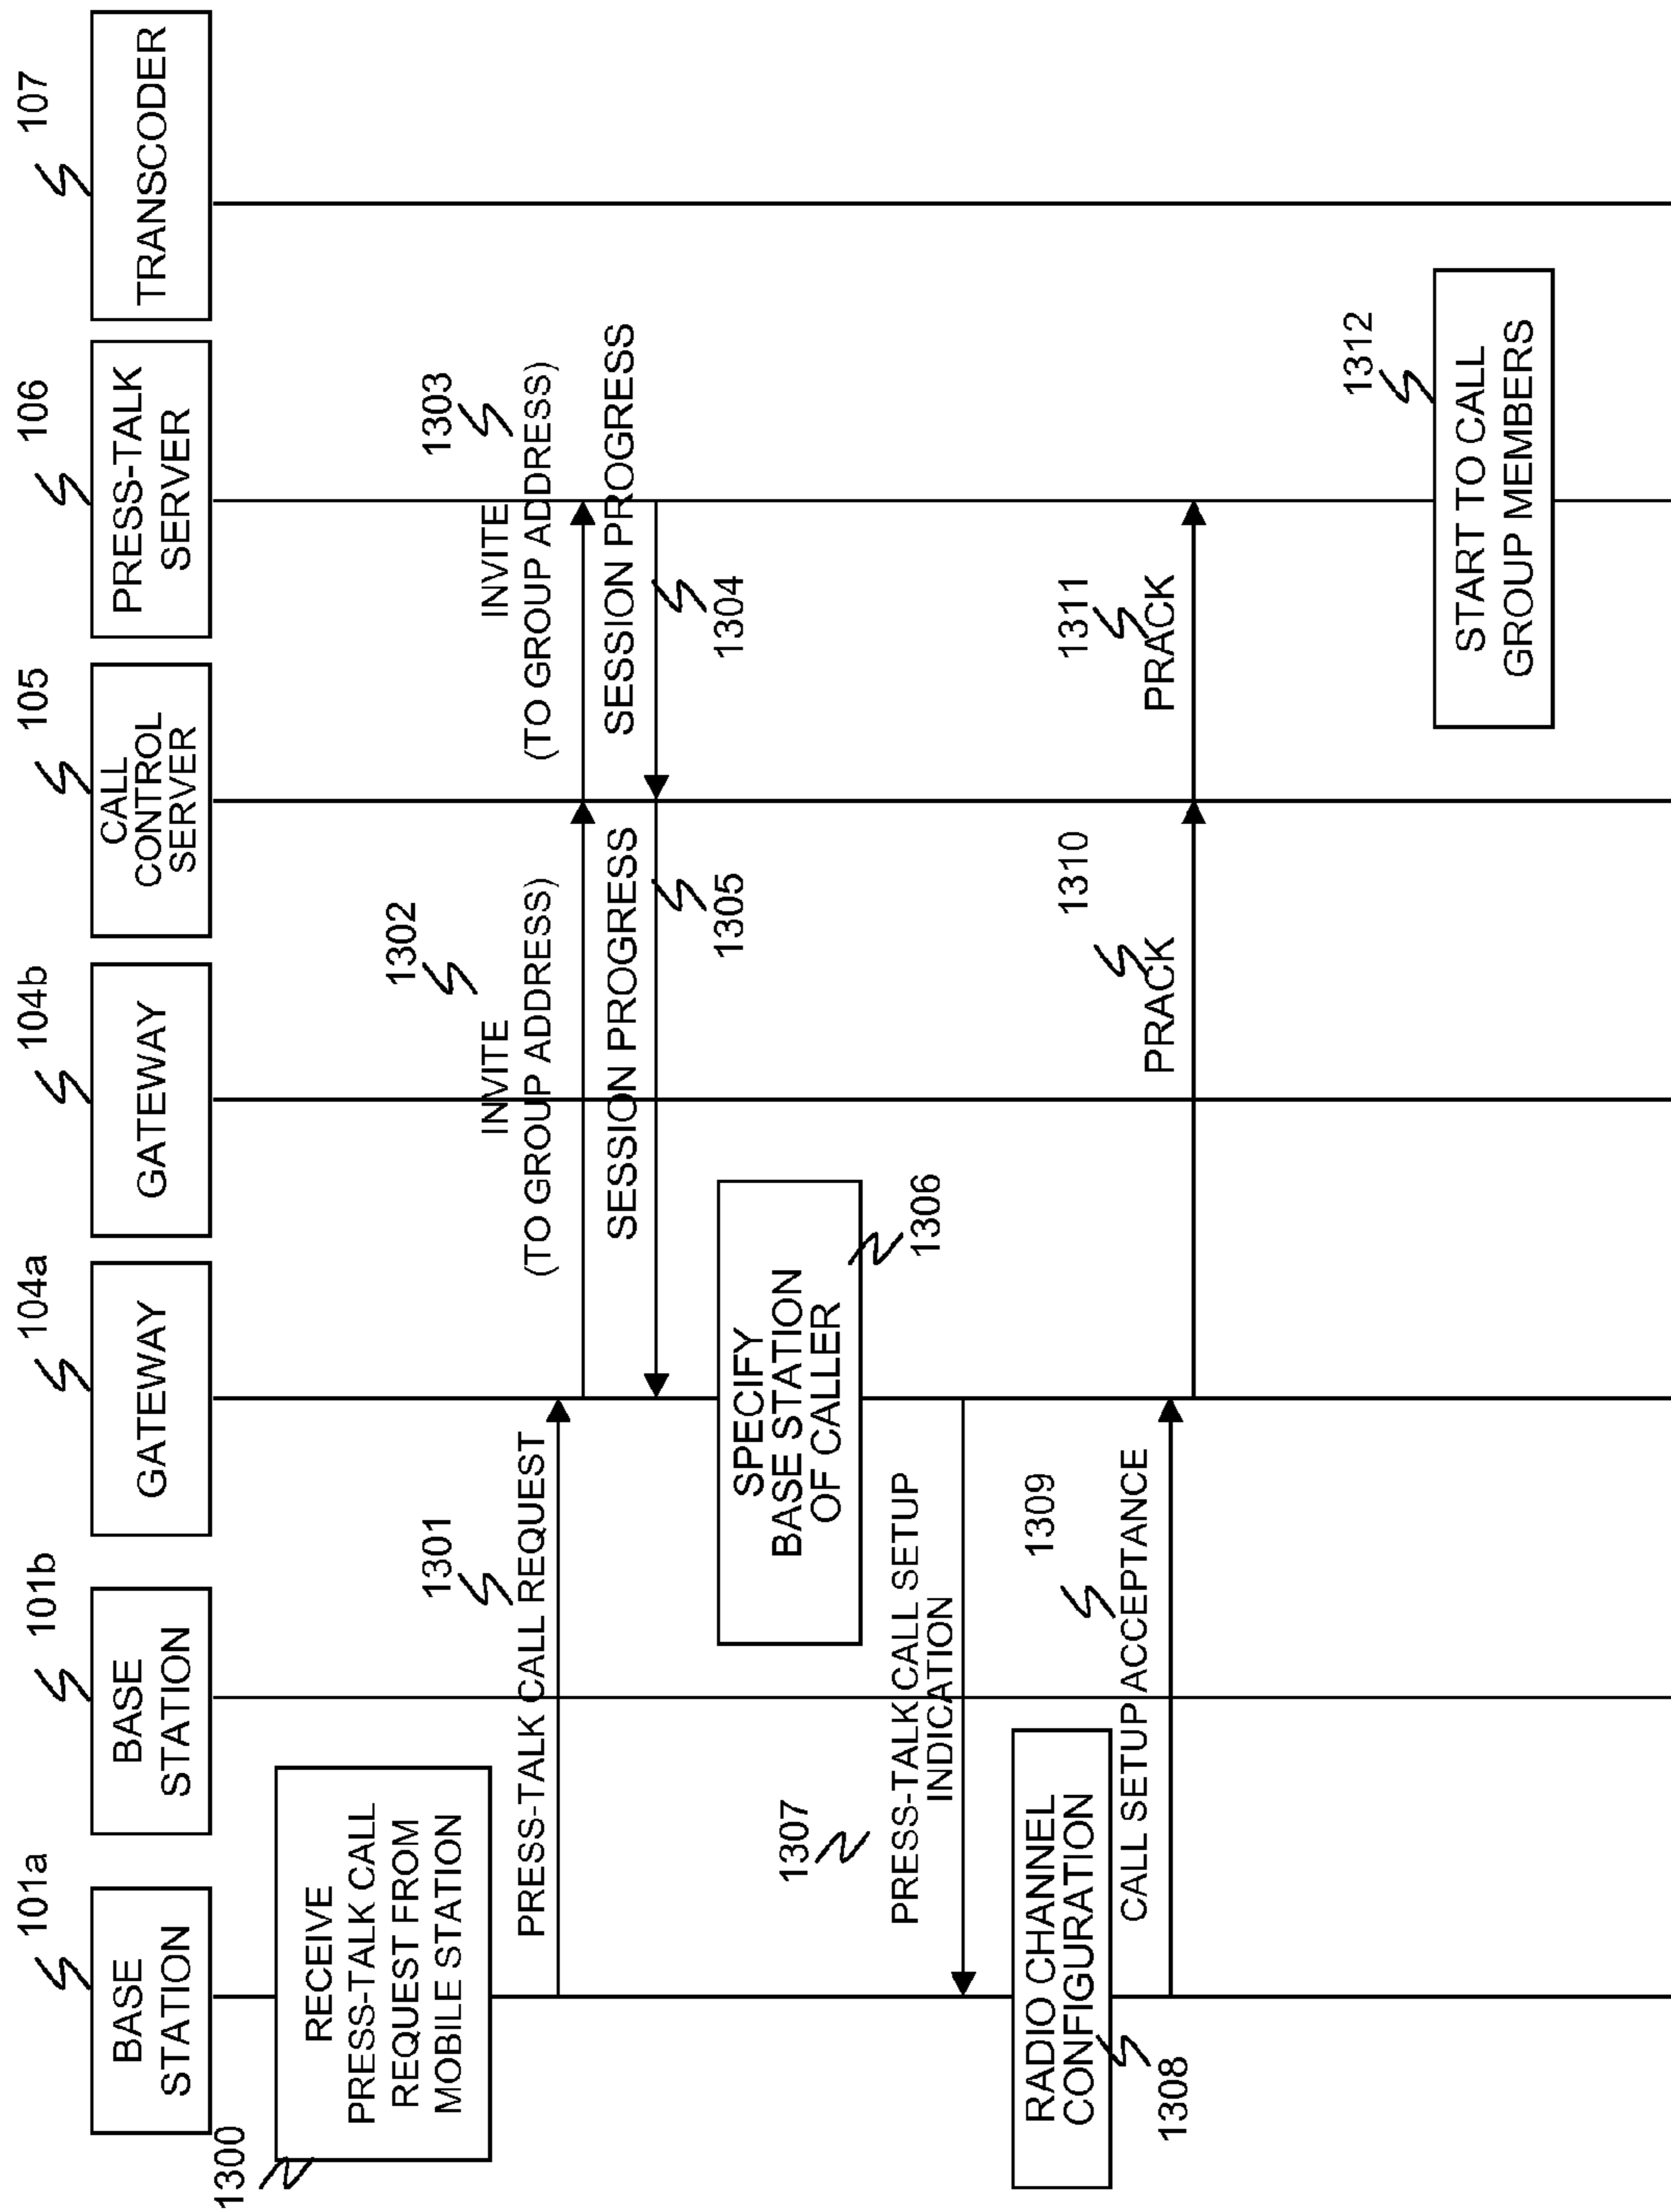 101a
BASE
STATION
101b
BASE
STATION
104a
GATEWAY
104b
GATEWAY
105
CALL
CONTROL
SERVER
106
PRESS-TALK
SERVER
107
TRANSCODER
1300
RECEIVE
PRESS-TALK CALL
REQUEST FROM
MOBILE STATION
1301
PRESS-TALK CALL REQUEST
1302
INVITE
(TO GROUP ADDRESS)
1303
INVITE
(TO GROUP ADDRESS)
SESSION PROGRESS
1304
SESSION PROGRESS
1305
SPECIFY
BASE STATION
OF CALLER
1306
1307
PRESS-TALK CALL SETUP
INDICATION
RADIO CHANNEL
CONFIGURATION
1308
1309
CALL SETUP ACCEPTANCE
1310
PRACK
1311
PRACK
1312
START TO CALL
GROUP MEMBERS